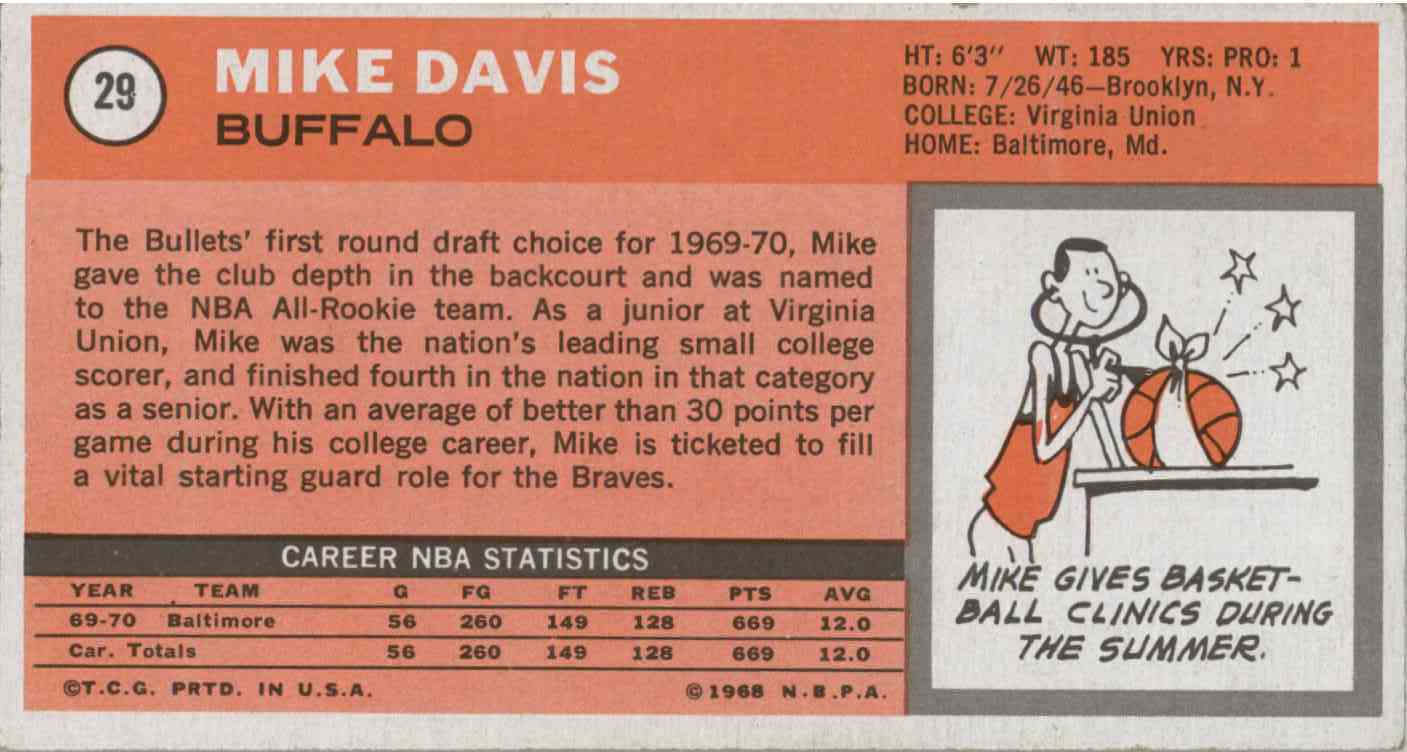 29
MIKE DAVIS
BUFFALO
HT: 6'3" WT: 185 YRS: PRO: 1
BORN: 7/26/46—Brooklyn, N.Y.
COLLEGE: Virginia Union
HOME: Baltimore, Md.
The Bullets' first round draft choice for 1969-70, Mike
gave the club depth in the backcourt and was named
to the NBA All-Rookie team. As a junior at Virginia
Union, Mike was the nation's leading small college
scorer, and finished fourth in the nation in that category
as a senior. With an average of better than 30 points per
game during his college career, Mike is ticketed to fill
a vital starting guard role for the Braves.
CAREER NBA STATISTICS
YEAR TEAM G FG FT REB PTS AVG
69-70 Baltimore 56 260 149 128 669 12.0
Car. Totals 56 260 149 128 669 12.0
©T.C.G. PRTD. IN U.S.A. ©1968 N.B.P.A.
MIKE GIVES BASKET-
BALL CLINICS DURING
THE SUMMER.